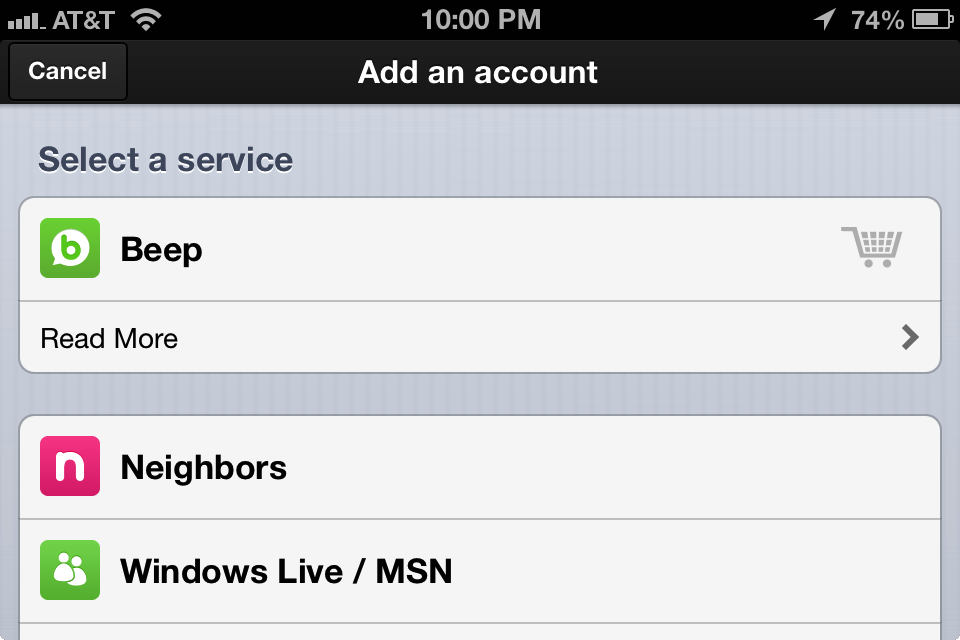 AT&T 10:00 PM 74%
Cancel Add an account
Select a service
b Beep
Read More
n Neighbors
Windows Live / MSN